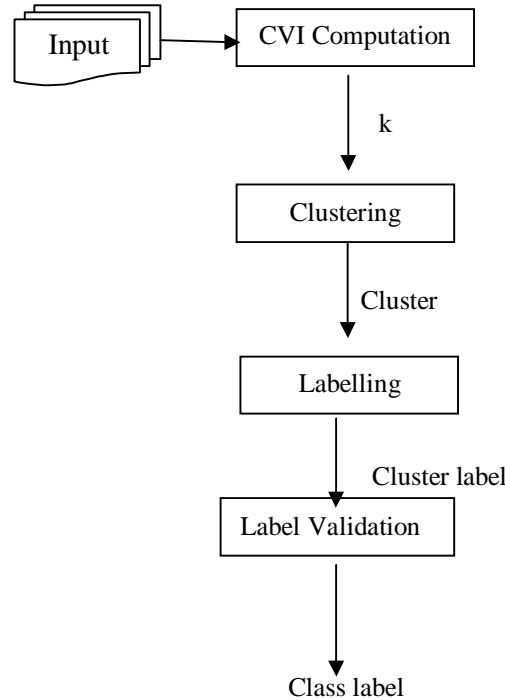 Input
CVI Computation
k
Clustering
Cluster
Labelling
Cluster label
Label Validation
Class label